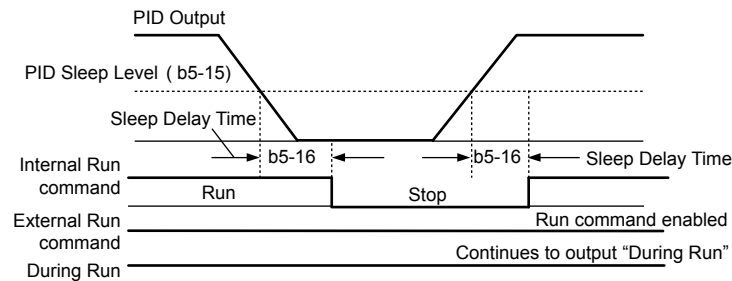 PID Output
PID Sleep Level ( b5-15)
Sleep Delay Time
b5-16
b5-16
Sleep Delay Time
Internal Run
command
Run
Stop
External Run
command
Run command enabled
Continues to output “During Run”
During Run